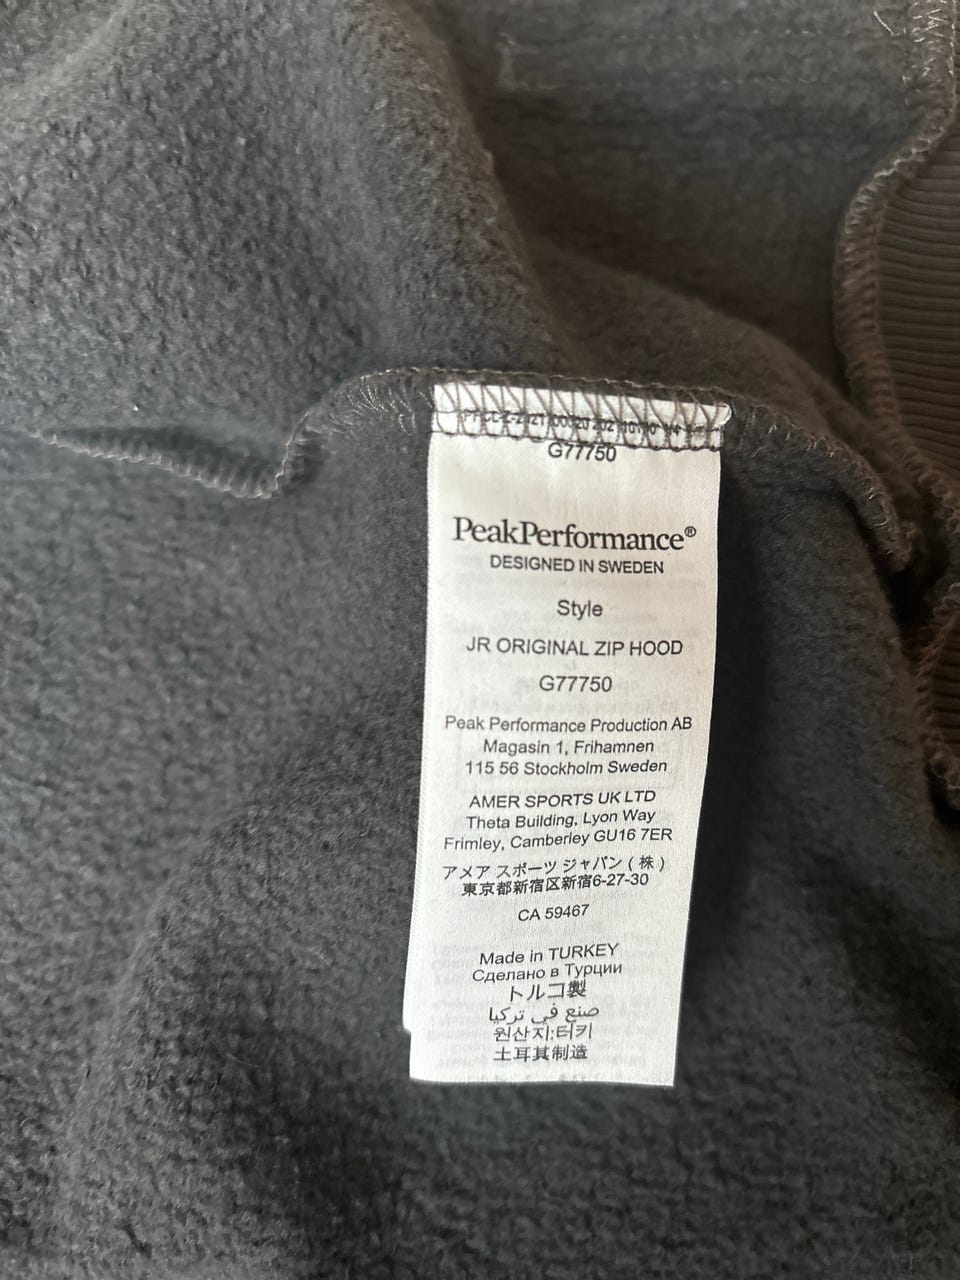 G77750
PeakPerformance®
DESIGNED IN SWEDEN
Style
JR ORIGINAL ZIP HOOD
G77750
Peak Performance Production AB
Magasin 1, Frihamnen
115 56 Stockholm Sweden
AMER SPORTS UK LTD
Theta Building, Lyon Way
Frimley, Camberley GU16 7ER
アメア スポーツ ジャパン ( 株 )
東京都新宿区新宿6-27-30
CA 59467
Made in TURKEY
Сделано в Турции
トルコ製
صنع في تركيا
원산지:터키
土耳其制造